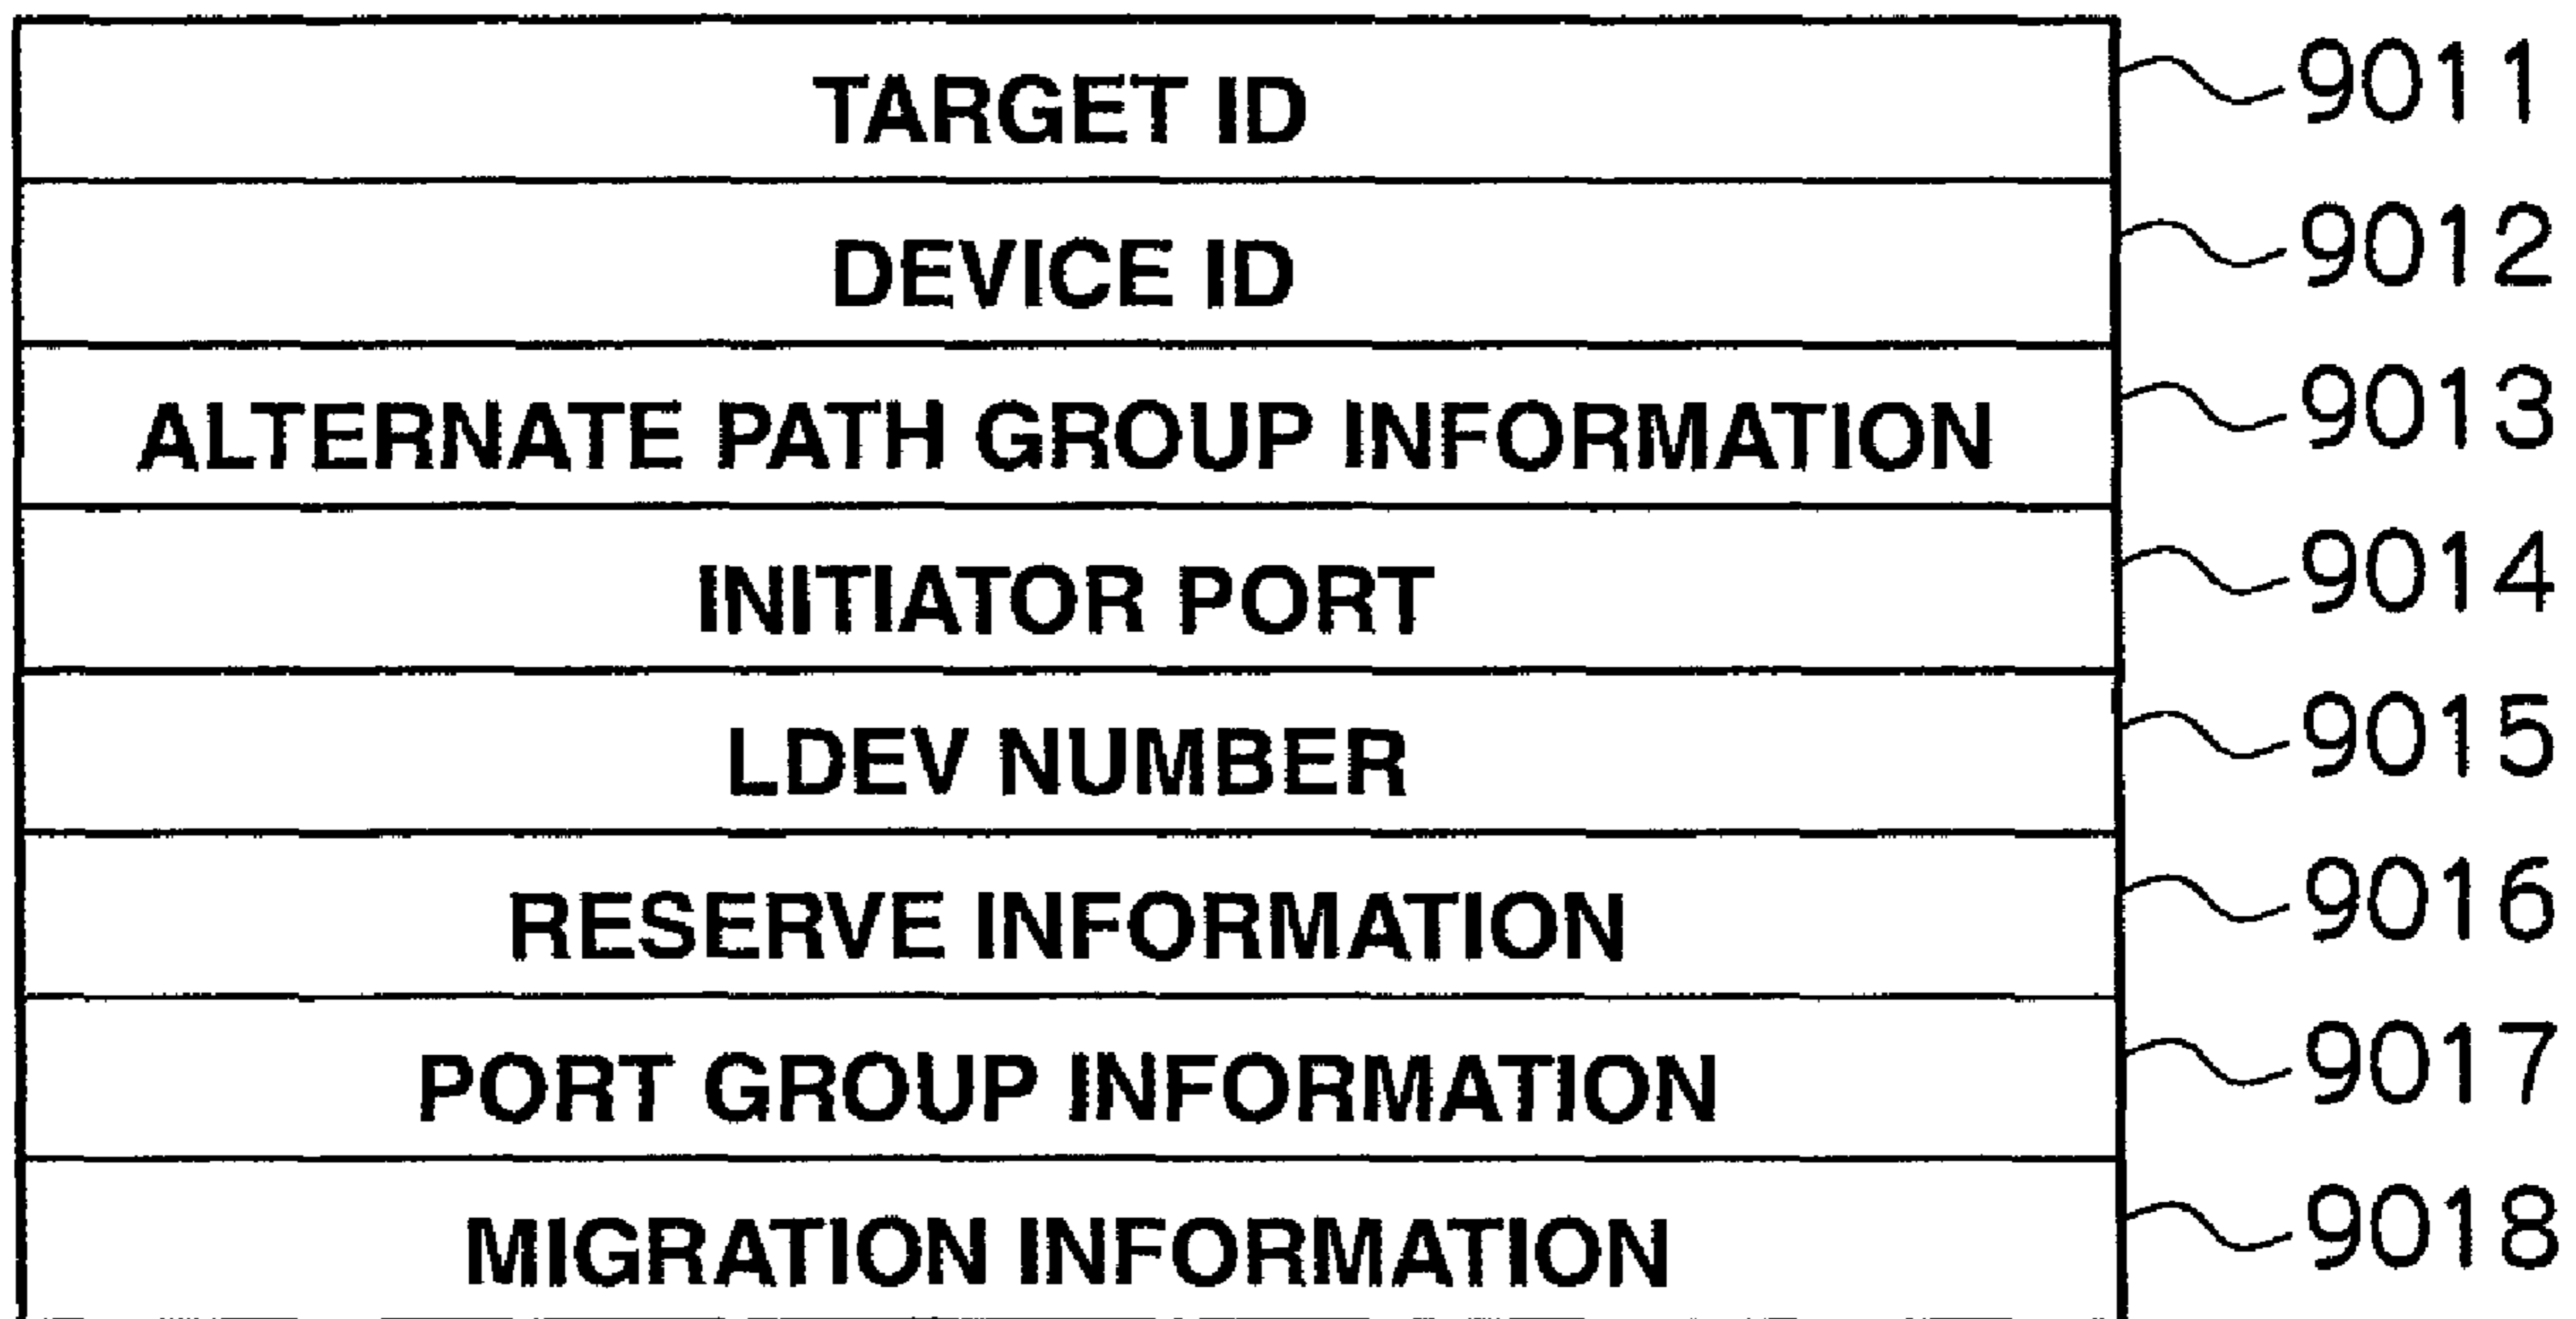 TARGET ID 9011
DEVICE ID 9012
ALTERNATE PATH GROUP INFORMATION 9013
INITIATOR PORT 9014
LDEV NUMBER 9015
RESERVE INFORMATION 9016
PORT GROUP INFORMATION 9017
MIGRATION INFORMATION 9018